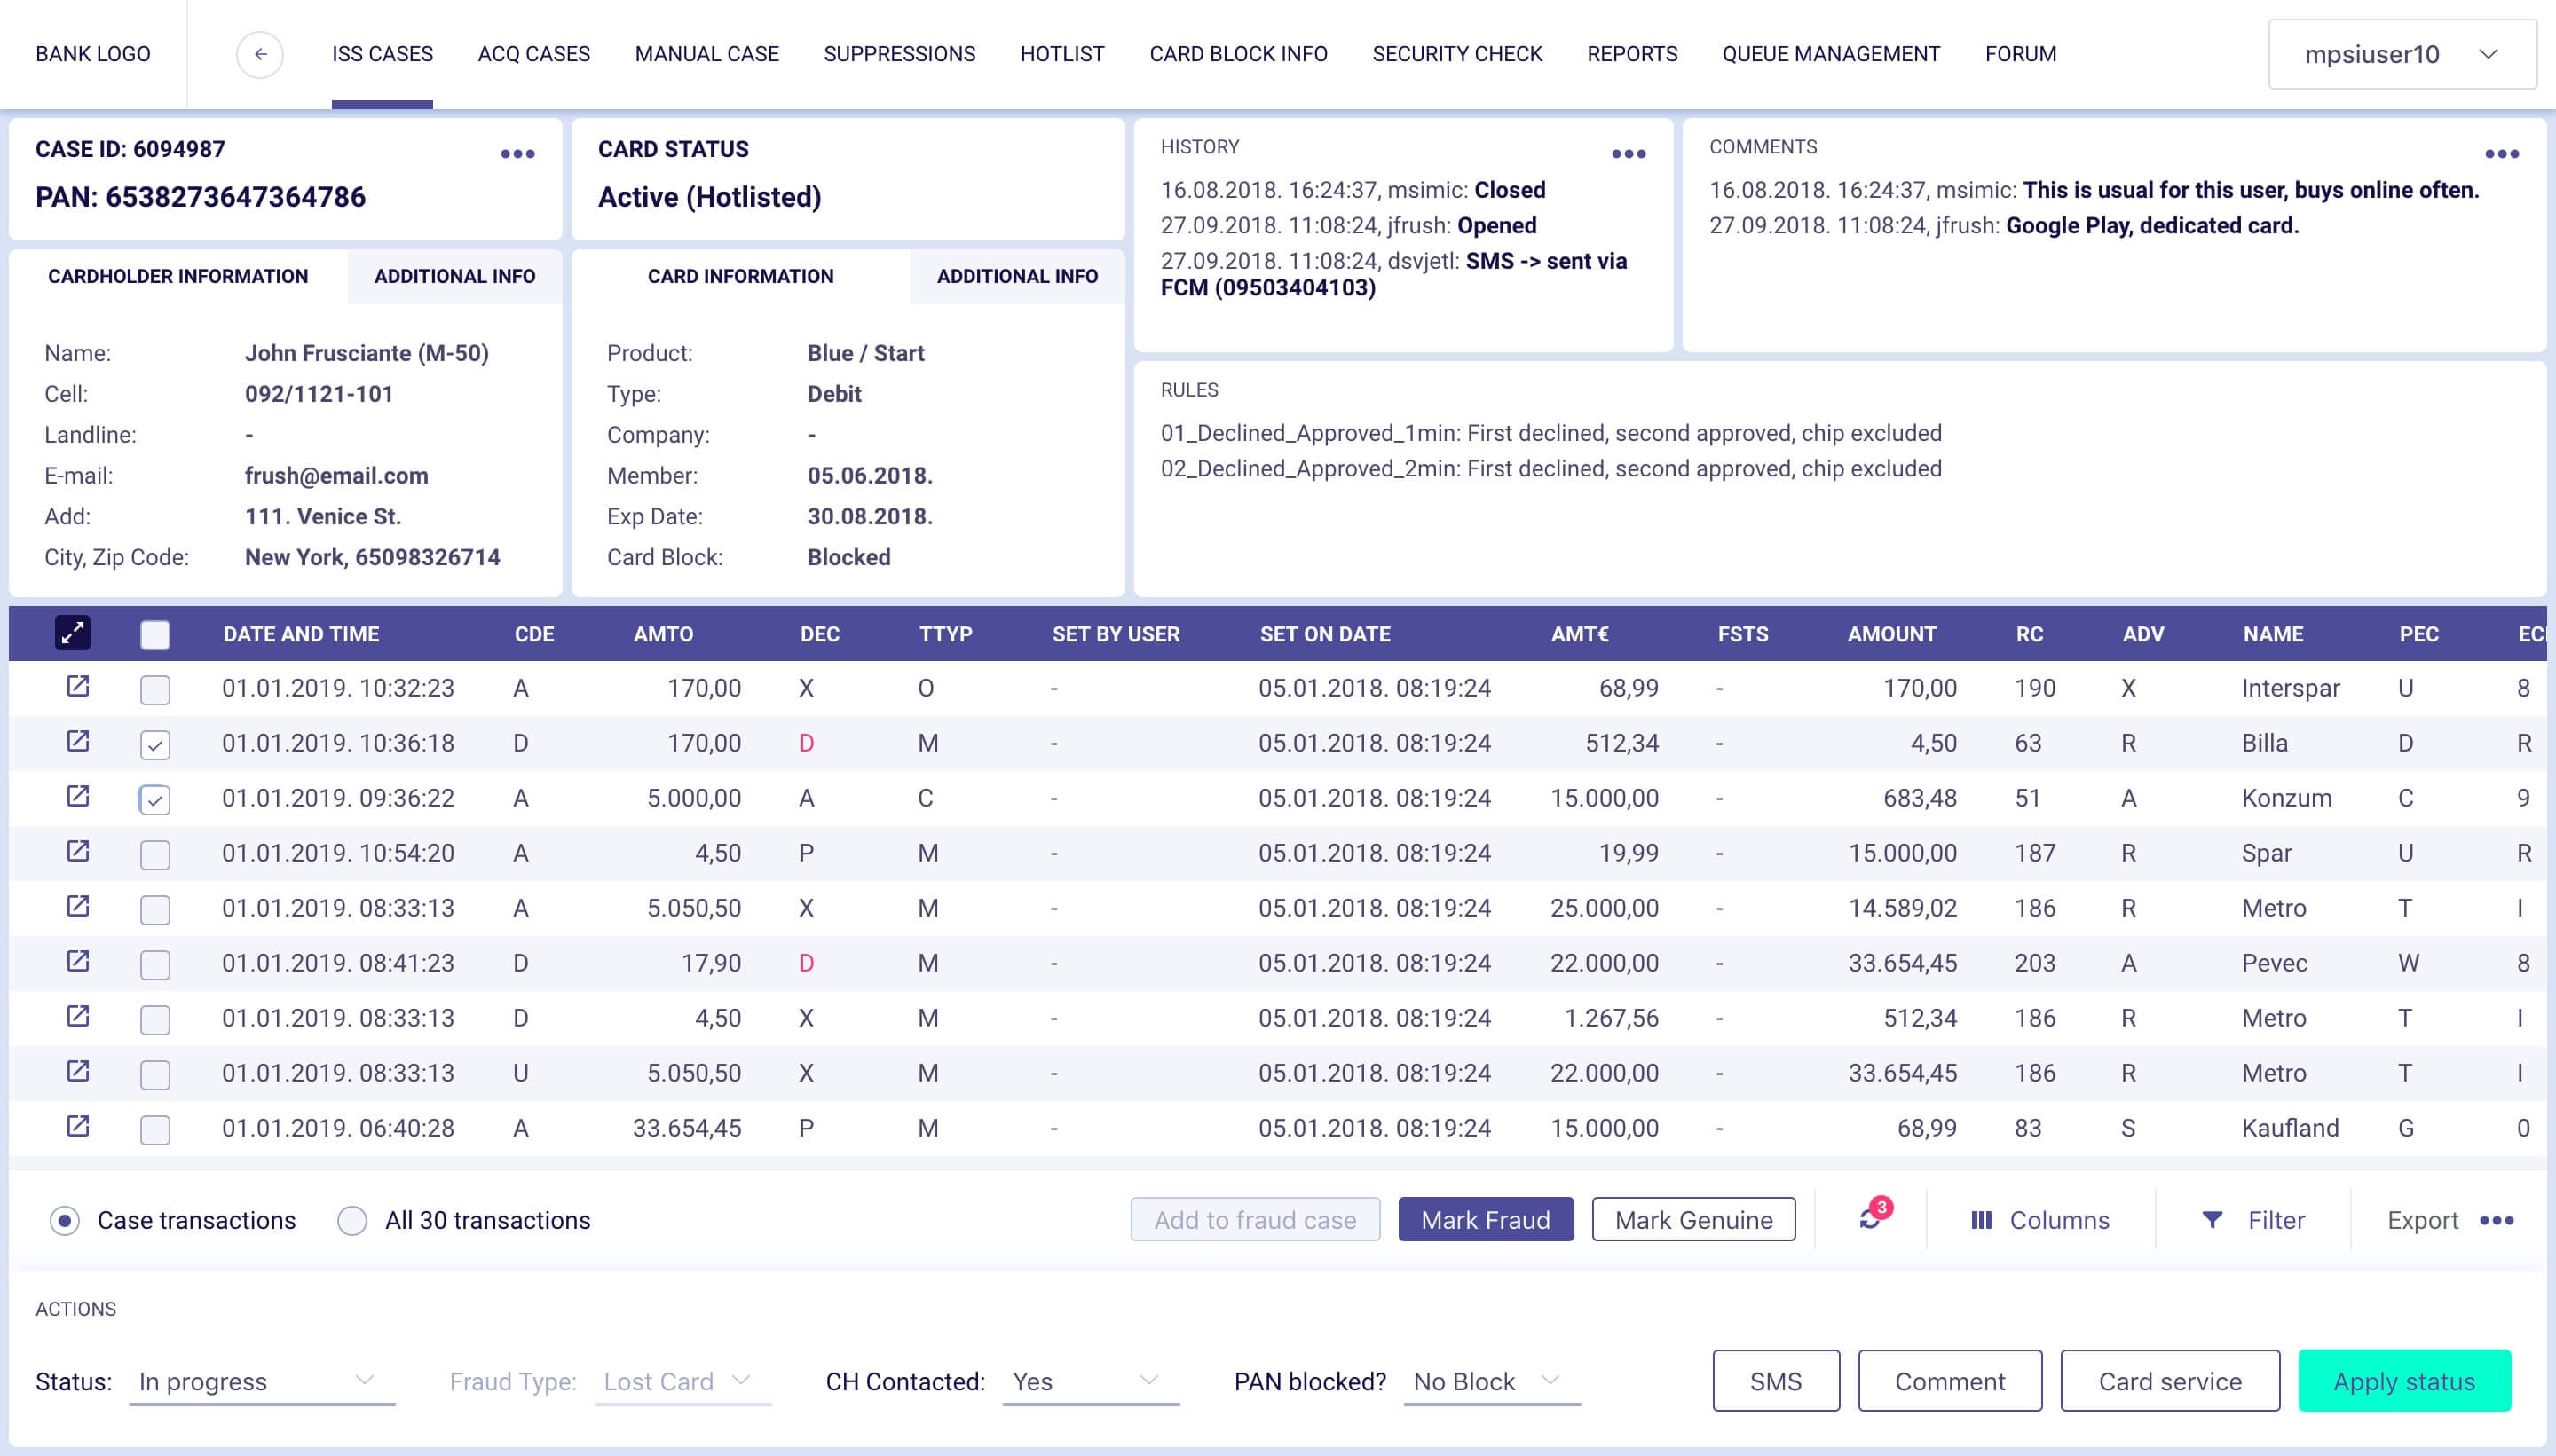 BANK LOGO
ISS CASES
ACQ CASES
MANUAL CASE
SUPPRESSIONS
HOTLIST
CARD BLOCK INFO
SECURITY CHECK
REPORTS
QUEUE MANAGEMENT
FORUM
mpsiuser10
CASE ID: 6094987
PAN: 6538273647364786
CARD STATUS
Active (Hotlisted)
HISTORY
16.08.2018. 16:24:37, msimic: Closed
27.09.2018. 11:08:24, jfrush: Opened
27.09.2018. 11:08:24, dsvjetl: SMS -> sent via
FCM (09503404103)
COMMENTS
16.08.2018. 16:24:37, msimic: This is usual for this user, buys online often.
27.09.2018. 11:08:24, jfrush: Google Play, dedicated card.
CARDHOLDER INFORMATION
ADDITIONAL INFO
Name: John Frusciante (M-50)
Cell: 092/1121-101
Landline: -
E-mail: frush@email.com
Add: 111. Venice St.
City, Zip Code: New York, 65098326714
CARD INFORMATION
ADDITIONAL INFO
Product: Blue / Start
Type: Debit
Company: -
Member: 05.06.2018.
Exp Date: 30.08.2018.
Card Block: Blocked
RULES
01_Declined_Approved_1min: First declined, second approved, chip excluded
02_Declined_Approved_2min: First declined, second approved, chip excluded
DATE AND TIME CDE AMTO DEC TTYP SET BY USER SET ON DATE AMT€ FSTS AMOUNT RC ADV NAME PEC
01.01.2019. 10:32:23 A 170,00 X O - 05.01.2018. 08:19:24 68,99 - 170,00 190 X Interspar U 8
01.01.2019. 10:36:18 D 170,00 D M - 05.01.2018. 08:19:24 512,34 - 4,50 63 R Billa D R
01.01.2019. 09:36:22 A 5.000,00 A C - 05.01.2018. 08:19:24 15.000,00 - 683,48 51 A Konzum C 9
01.01.2019. 10:54:20 A 4,50 P M - 05.01.2018. 08:19:24 19,99 - 15.000,00 187 R Spar U R
01.01.2019. 08:33:13 A 5.050,50 X M - 05.01.2018. 08:19:24 25.000,00 - 14.589,02 186 R Metro T I
01.01.2019. 08:41:23 D 17,90 D M - 05.01.2018. 08:19:24 22.000,00 - 33.654,45 203 A Pevec W 8
01.01.2019. 08:33:13 D 4,50 X M - 05.01.2018. 08:19:24 1.267,56 - 512,34 186 R Metro T I
01.01.2019. 08:33:13 U 5.050,50 X M - 05.01.2018. 08:19:24 22.000,00 - 33.654,45 186 R Metro T I
01.01.2019. 06:40:28 A 33.654,45 P M - 05.01.2018. 08:19:24 15.000,00 - 68,99 83 S Kaufland G 0
Case transactions
All 30 transactions
Add to fraud case
Mark Fraud
Mark Genuine
3
Columns
Filter
Export
ACTIONS
Status: In progress
Fraud Type: Lost Card
CH Contacted: Yes
PAN blocked? No Block
SMS
Comment
Card service
Apply status